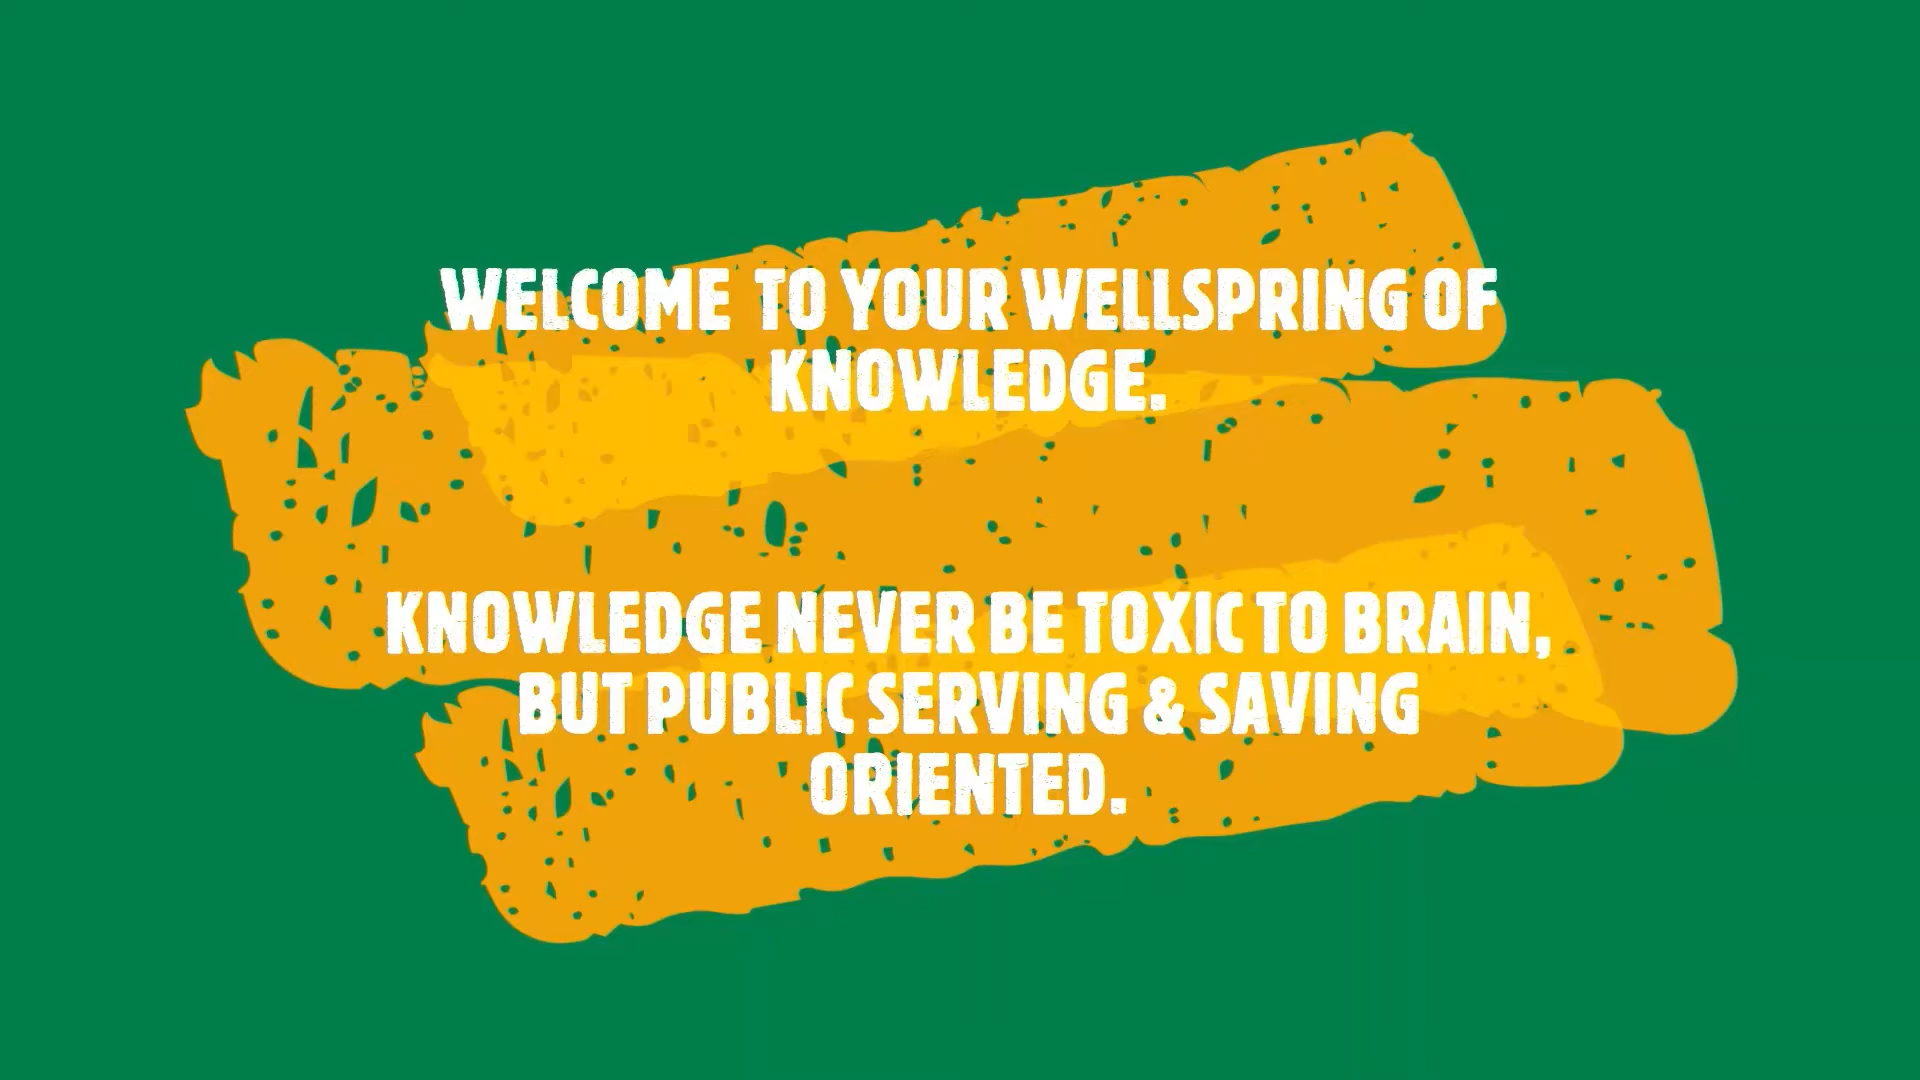 WELCOME TO YOUR WELLSPRING OF
KNOWLEDGE.
KNOWLEDGE NEVER BE TOXIC TO BRAIN,
BUT PUBLIC SERVING & SAVING
ORIENTED.